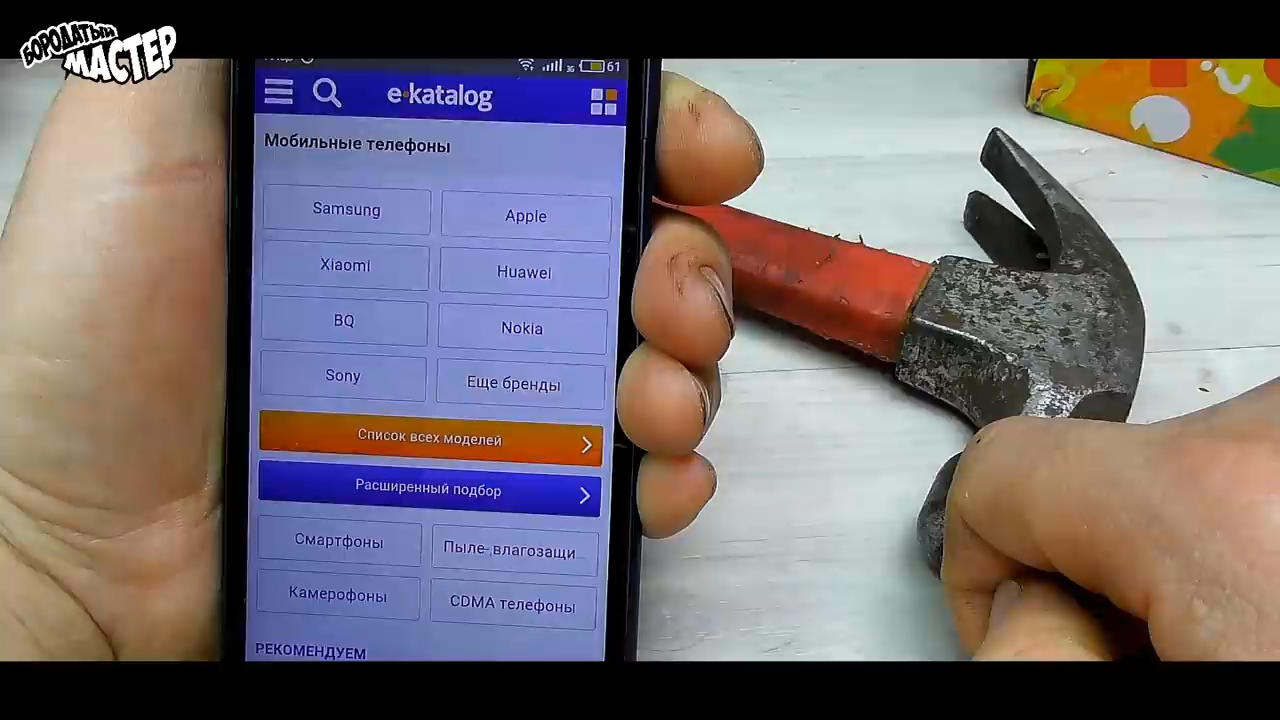 БОРОДАТЫЙ
МАСТЕР
3G 61
e-katalog
Мобильные телефоны
Samsung
Apple
Xiaomi
Huawei
BQ
Nokia
Sony
Еще бренды
Список всех моделей
Расширенный подбор
Смартфоны
Пыле-, влагозащи...
Камерофоны
CDMA телефоны
РЕКОМЕНДУЕМ